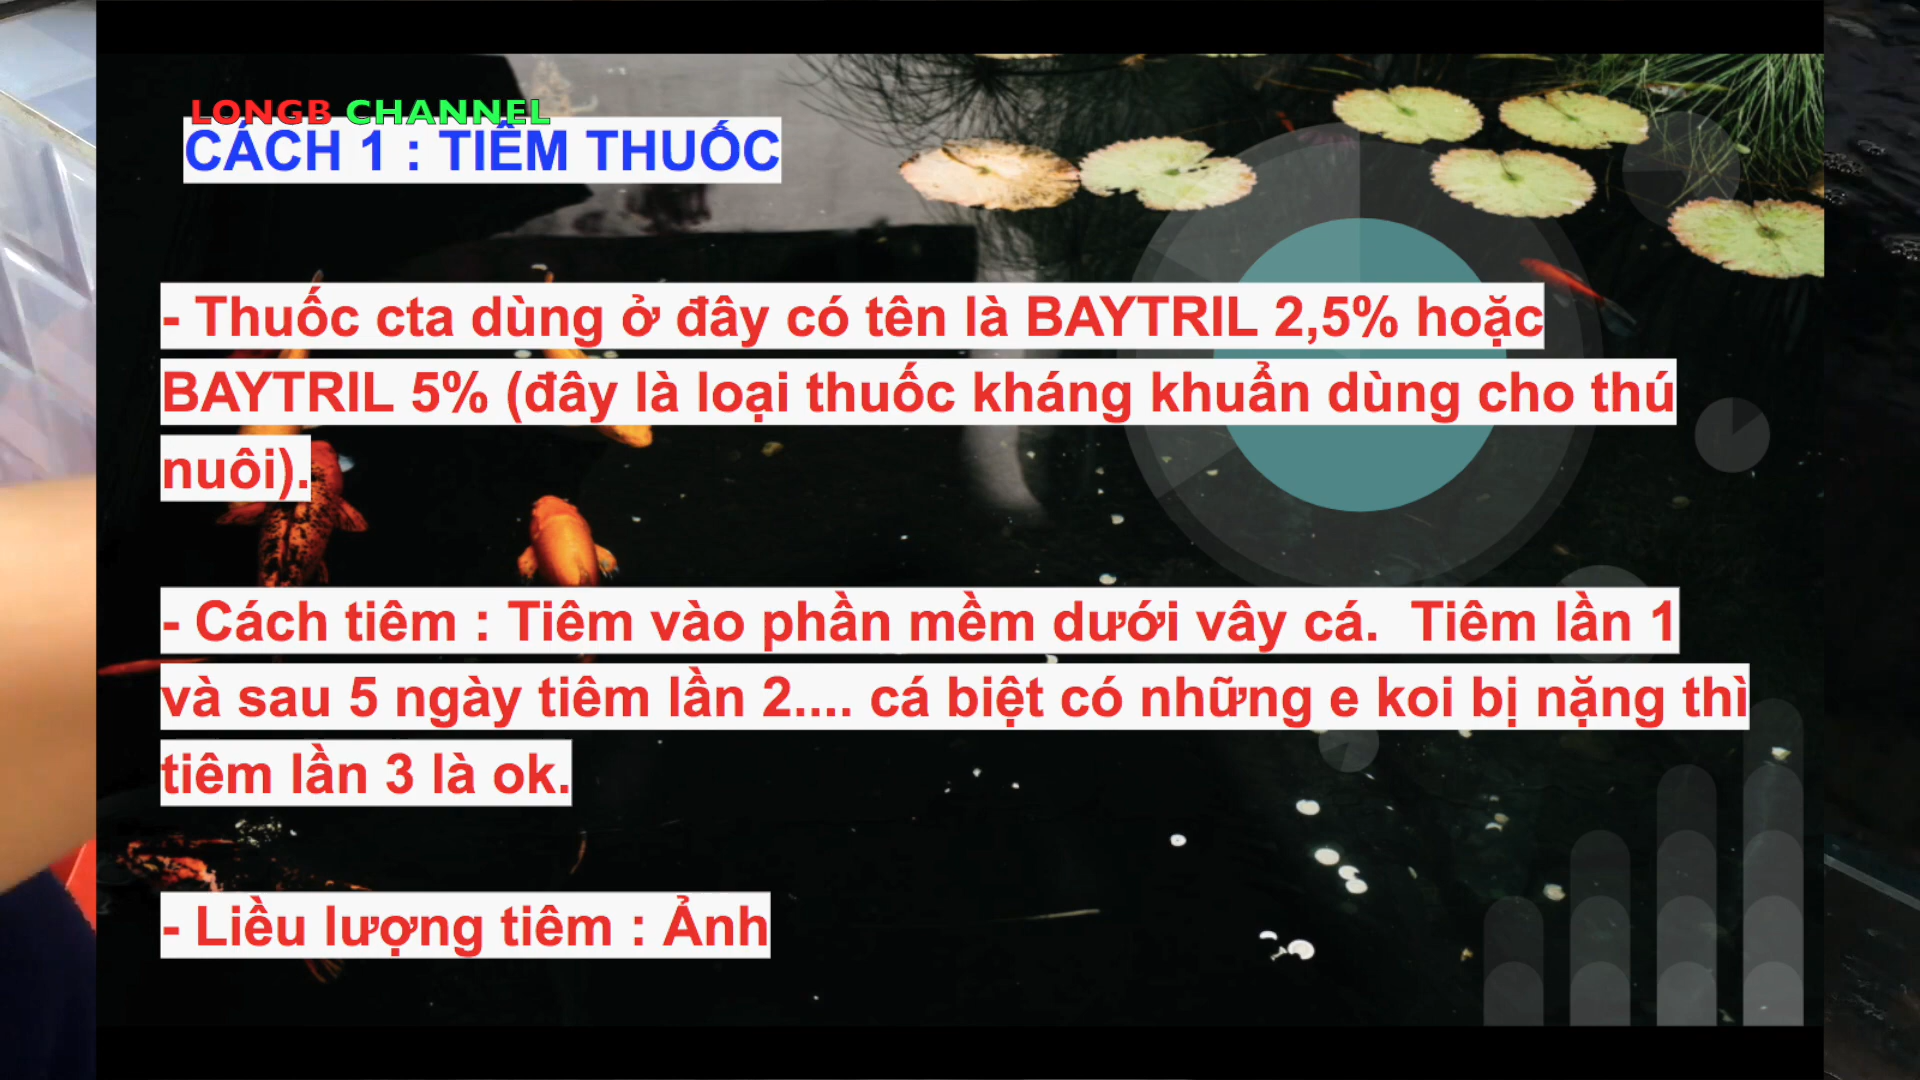 LONGB CHANNEL
CÁCH 1 : TIÊM THUỐC
- Thuốc cta dùng ở đây có tên là BAYTRIL 2,5% hoặc
BAYTRIL 5% (đây là loại thuốc kháng khuẩn dùng cho thú
nuôi).
- Cách tiêm : Tiêm vào phần mềm dưới vây cá. Tiêm lần 1
và sau 5 ngày tiêm lần 2.... cá biệt có những e koi bị nặng thì
tiêm lần 3 là ok.
- Liều lượng tiêm : Ảnh